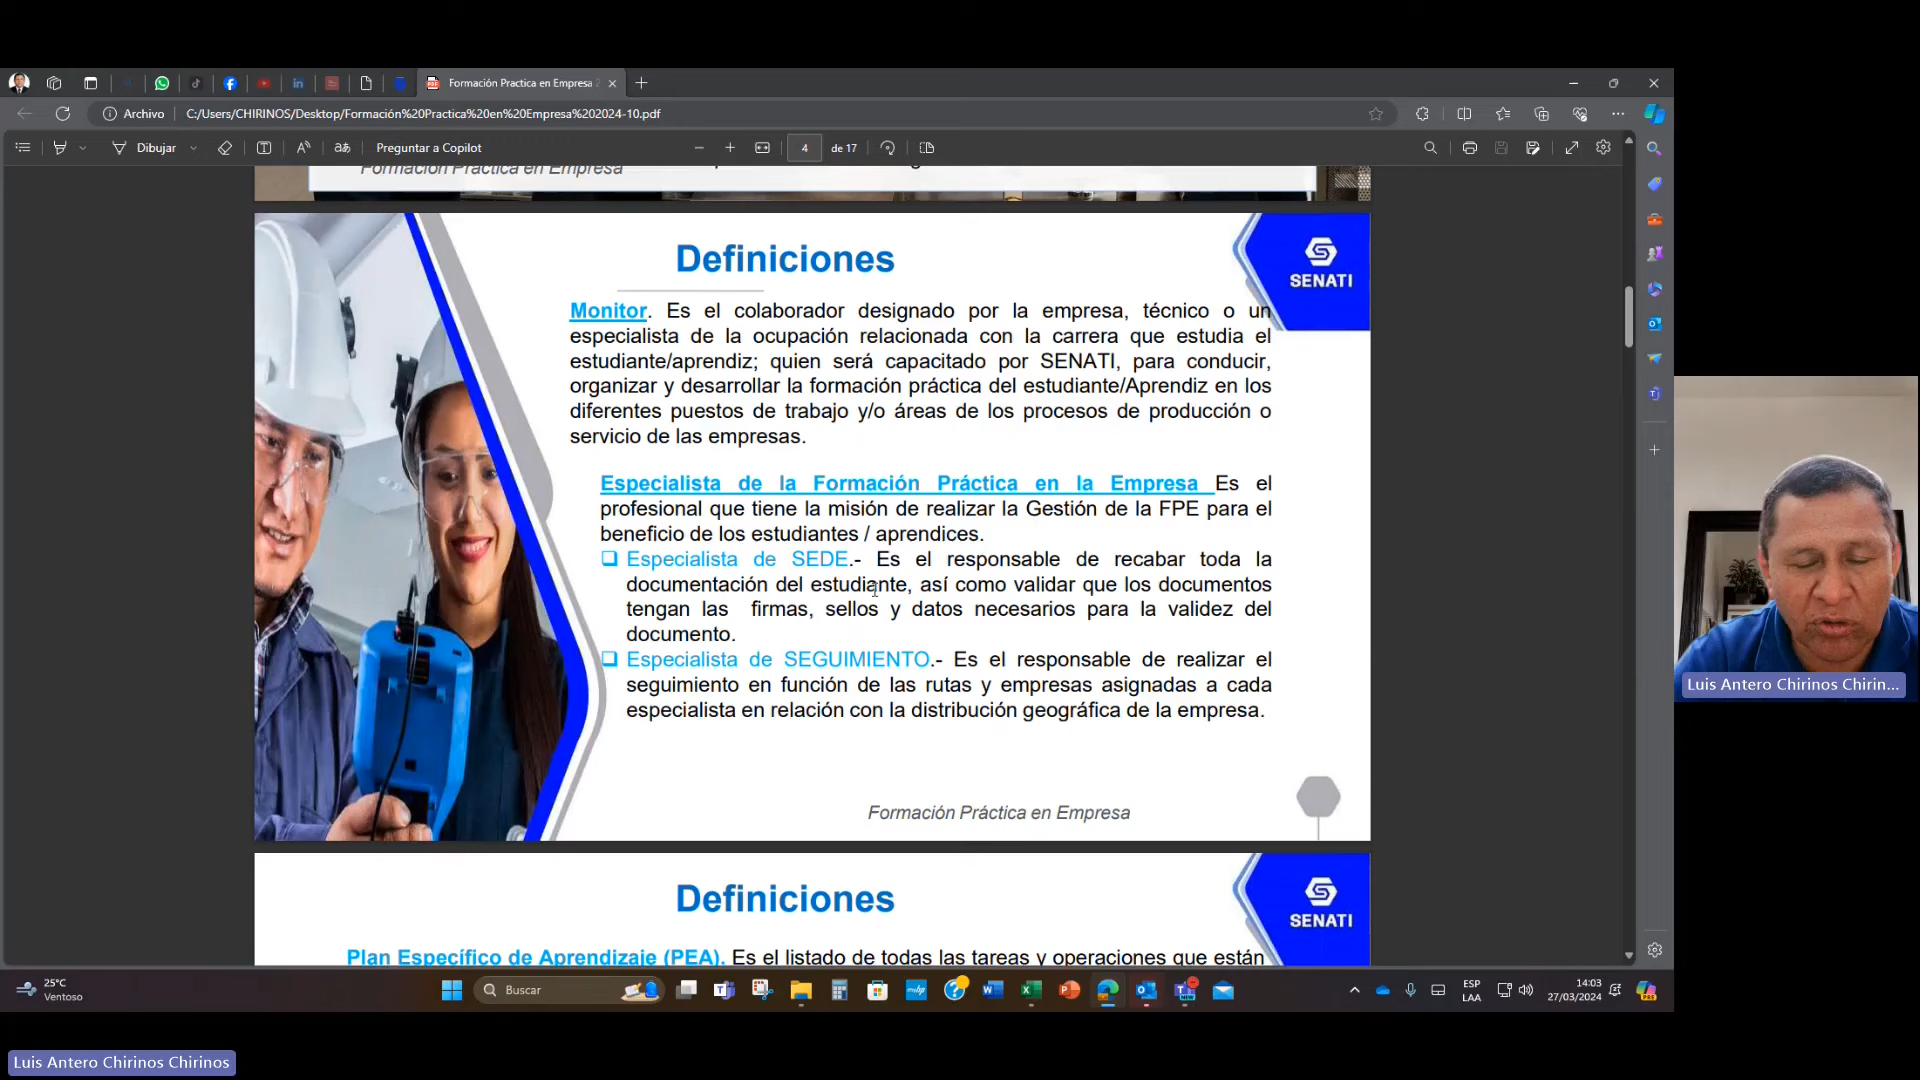 Formación Practica en Empresa 2
Archivo
C:/Users/CHIRINOS/Desktop/Formación%20Practica%20en%20Empresa%202024-10.pdf
Dibujar
Preguntar a Copilot
4
de 17
Formación Práctica en Empresa
Definiciones
SENATI
Monitor. Es el colaborador designado por la empresa, técnico o un
especialista de la ocupación relacionada con la carrera que estudia el
estudiante/aprendiz; quien será capacitado por SENATI, para conducir,
organizar y desarrollar la formación práctica del estudiante/Aprendiz en los
diferentes puestos de trabajo y/o áreas de los procesos de producción o
servicio de las empresas.
Especialista de la Formación Práctica en la Empresa Es el
profesional que tiene la misión de realizar la Gestión de la FPE para el
beneficio de los estudiantes / aprendices.
❑ Especialista de SEDE.- Es el responsable de recabar toda la
documentación del estudiante, así como validar que los documentos
tengan las firmas, sellos y datos necesarios para la validez del
documento.
❑ Especialista de SEGUIMIENTO.- Es el responsable de realizar el
seguimiento en función de las rutas y empresas asignadas a cada
especialista en relación con la distribución geográfica de la empresa.
Formación Práctica en Empresa
Definiciones
SENATI
Plan Específico de Aprendizaje (PEA). Es el listado de todas las tareas y operaciones que están
Luis Antero Chirinos Chirin...
25°C
Ventoso
Buscar
ESP
LAA
14:03
27/03/2024
Luis Antero Chirinos Chirinos